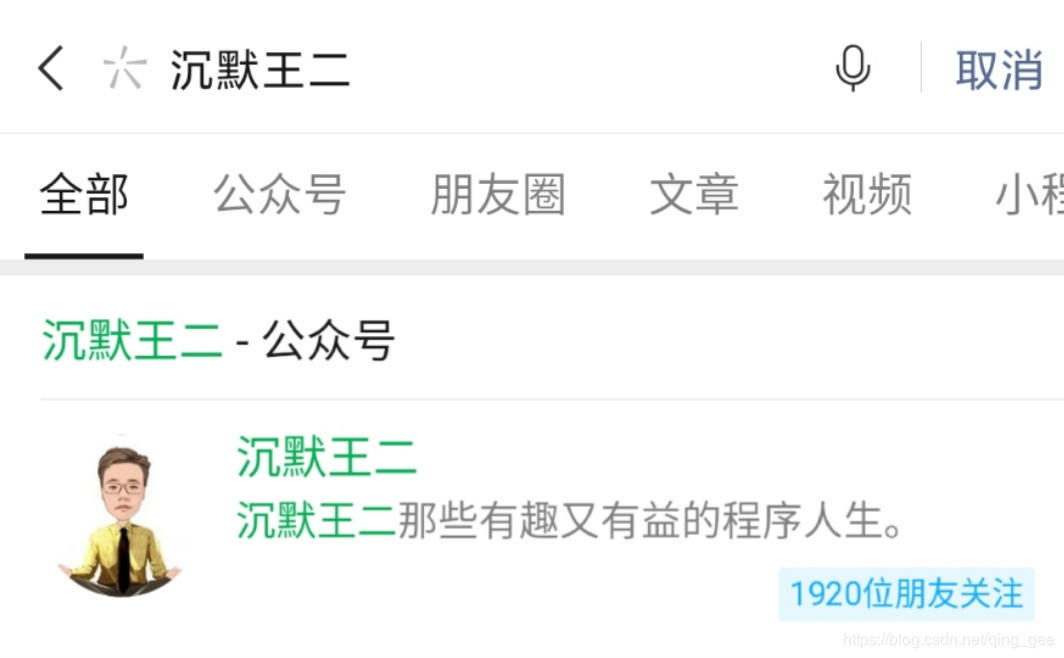 沉默王二 取消
全部 公众号 朋友圈 文章 视频 小程
沉默王二 - 公众号
沉默王二
沉默王二那些有趣又有益的程序人生。
1920位朋友关注
https://blog.csdn.net/qing_gee